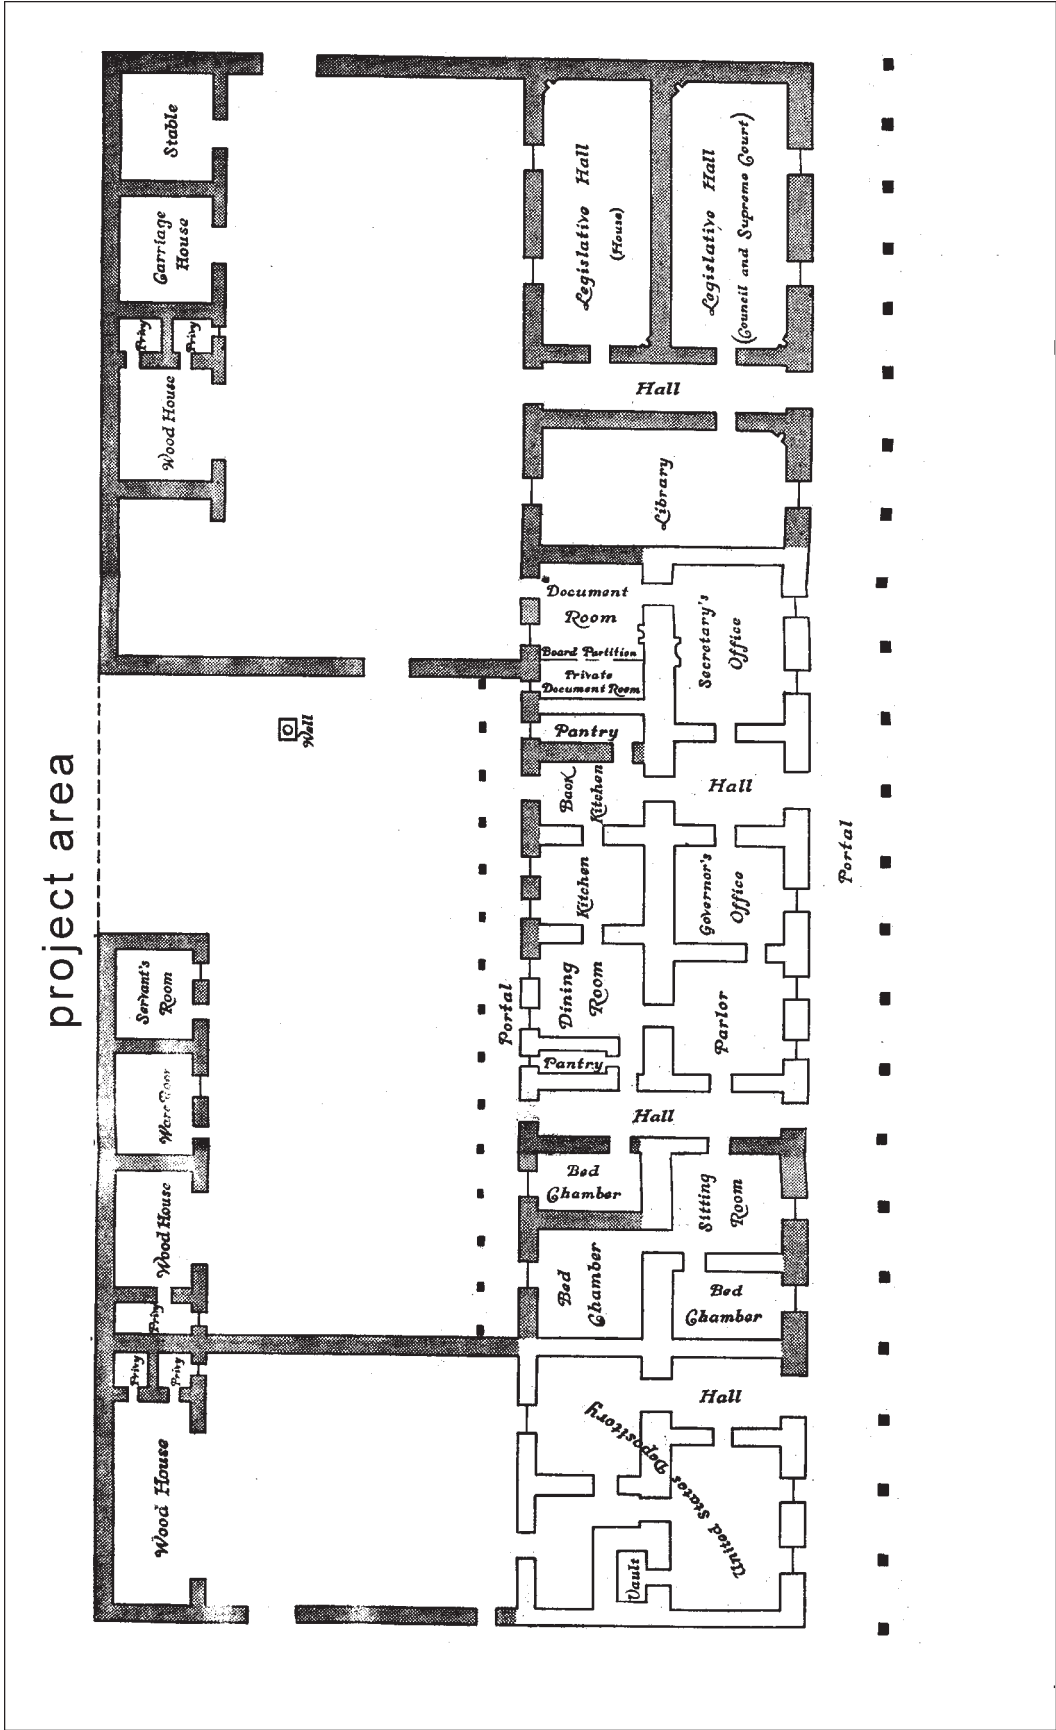 project area
Stable
Carriage
House
Privy
Privy
Wood House
Legislative Hall
(House)
Legislative Hall
(Council and Supreme Court)
Hall
Library
Document
Room
Board Partition
Private
Document Room
Secretary's
Office
Well
Pantry
Back
Kitchen
Hall
Kitchen
Governor's
Office
Portal
Servant's
Room
Portal
Dining
Room
Pantry
Parlor
Hall
Wood House
Bed
Chamber
Sitting
Room
Bed
Chamber
Bed
Chamber
Privy
Privy
Privy
Hall
Wood House
United States Depository
Vault